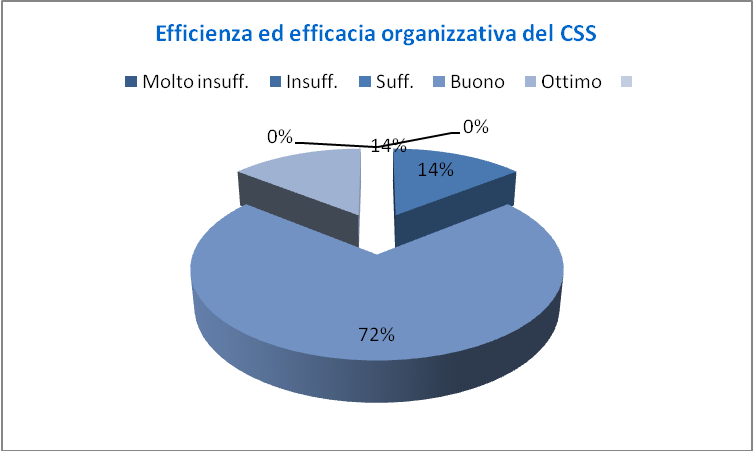 Efficienza ed efficacia organizzativa del CSS
Molto insuff. Insuff. Suff. Buono Ottimo
0% 14% 0%
14%
72%